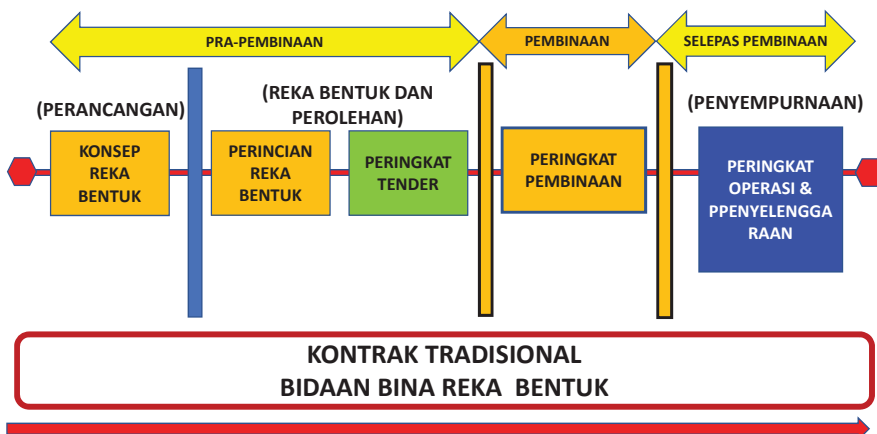 PRA-PEMBINAAN
PEMBINAAN
SELEPAS PEMBINAAN
(PERANCANGAN)
(REKA BENTUK DAN
PEROLEHAN)
(PENYEMPURNAAN)
KONSEP
REKA
BENTUK
PERINCIAN
REKA
BENTUK
PERINGKAT
TENDER
PERINGKAT
PEMBINAAN
PERINGKAT
OPERASI &
PPENYELENGGA
RAAN
KONTRAK TRADISIONAL
BIDAAN BINA REKA BENTUK